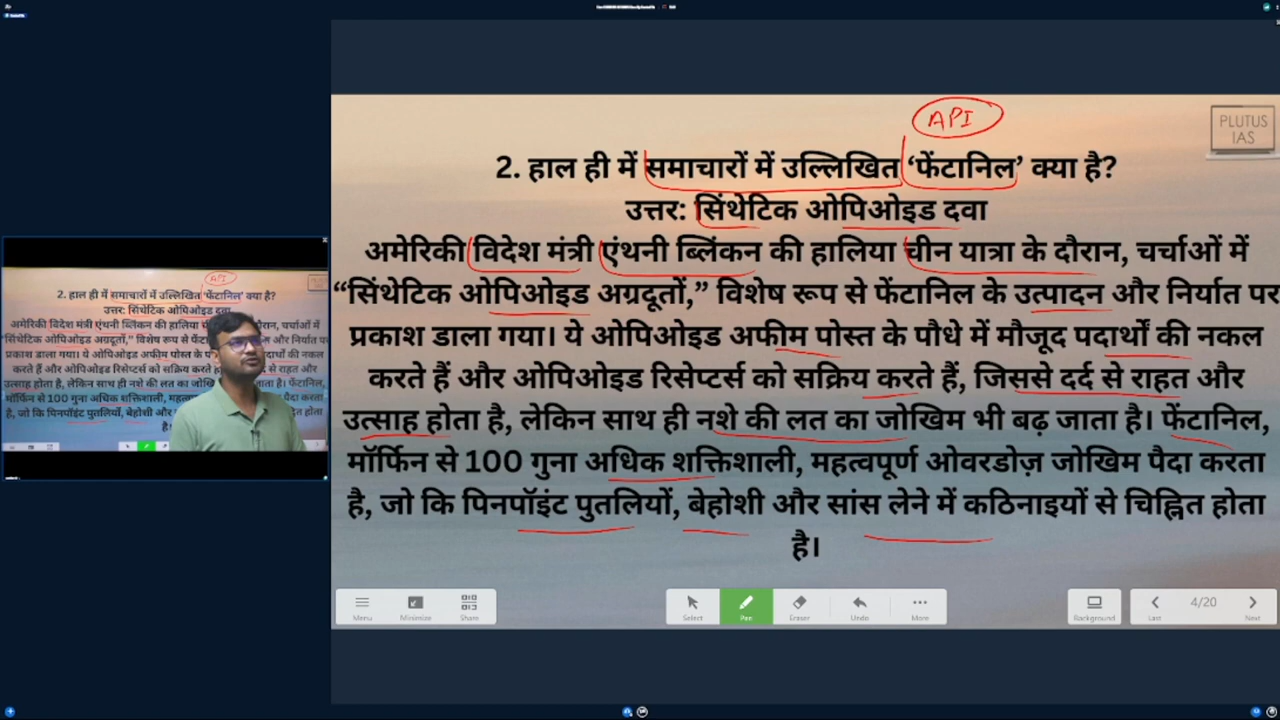 API
PLUTUS
IAS
2. हाल ही में समाचारों में उल्लिखित ‘फेंटानिल’ क्या है?
उत्तर: सिंथेटिक ओपिओइड दवा
अमेरिकी विदेश मंत्री एंथनी ब्लिंकन की हालिया चीन यात्रा के दौरान, चर्चाओं में
“सिंथेटिक ओपिओइड अग्रदूतों,” विशेष रूप से फेंटानिल के उत्पादन और निर्यात पर
प्रकाश डाला गया। ये ओपिओइड अफीम पोस्त के पौधे में मौजूद पदार्थों की नकल
करते हैं और ओपिओइड रिसेप्टर्स को सक्रिय करते हैं, जिससे दर्द से राहत और
उत्साह होता है, लेकिन साथ ही नशे की लत का जोखिम भी बढ़ जाता है। फेंटानिल,
मॉर्फिन से 100 गुना अधिक शक्तिशाली, महत्वपूर्ण ओवरडोज़ जोखिम पैदा करता
है, जो कि पिनपॉइंट पुतलियों, बेहोशी और सांस लेने में कठिनाइयों से चिह्नित होता
है।
Menu
Minimize
Share
Select
Pen
Eraser
Undo
More
Background
Last
4/20
Next